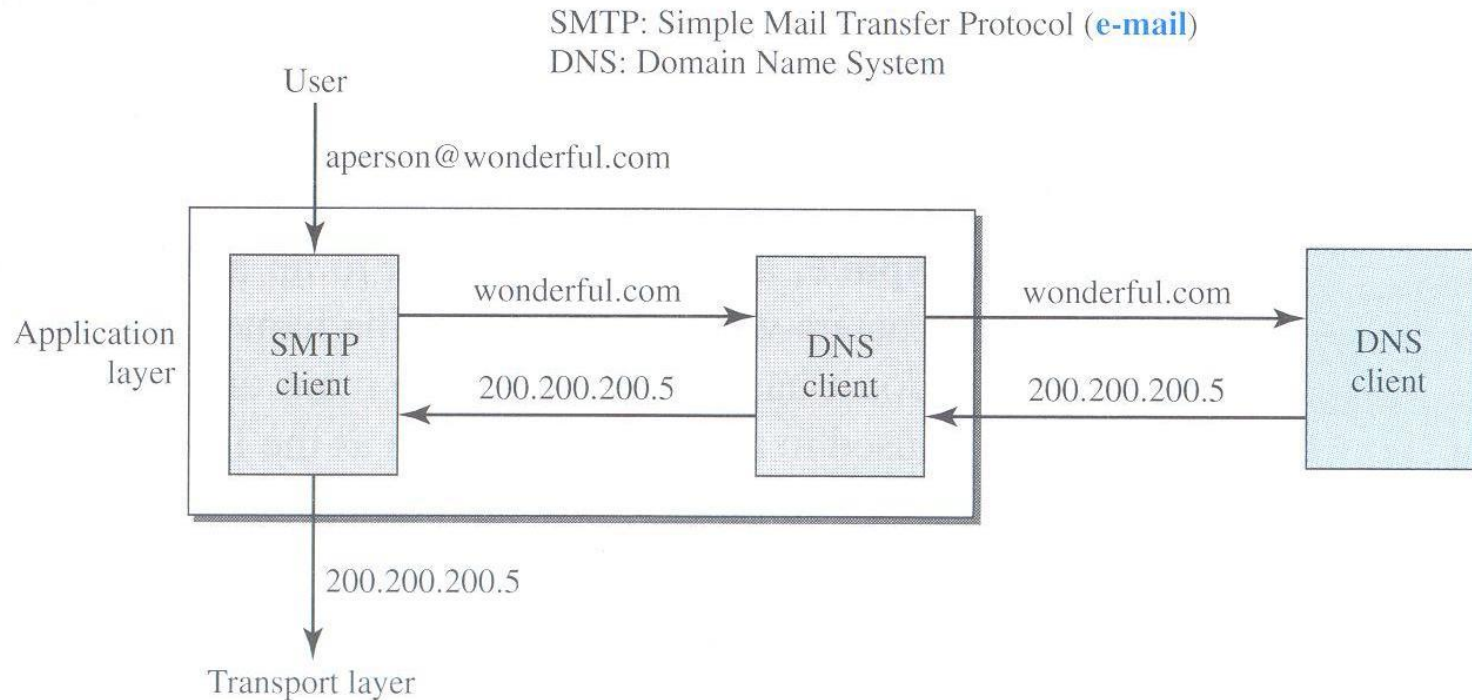 SMTP: Simple Mail Transfer Protocol (e-mail)
DNS: Domain Name System
User
aperson@wonderful.com
Application
layer
SMTP
client
wonderful.com
200.200.200.5
DNS
client
wonderful.com
200.200.200.5
DNS
client
200.200.200.5
Transport layer